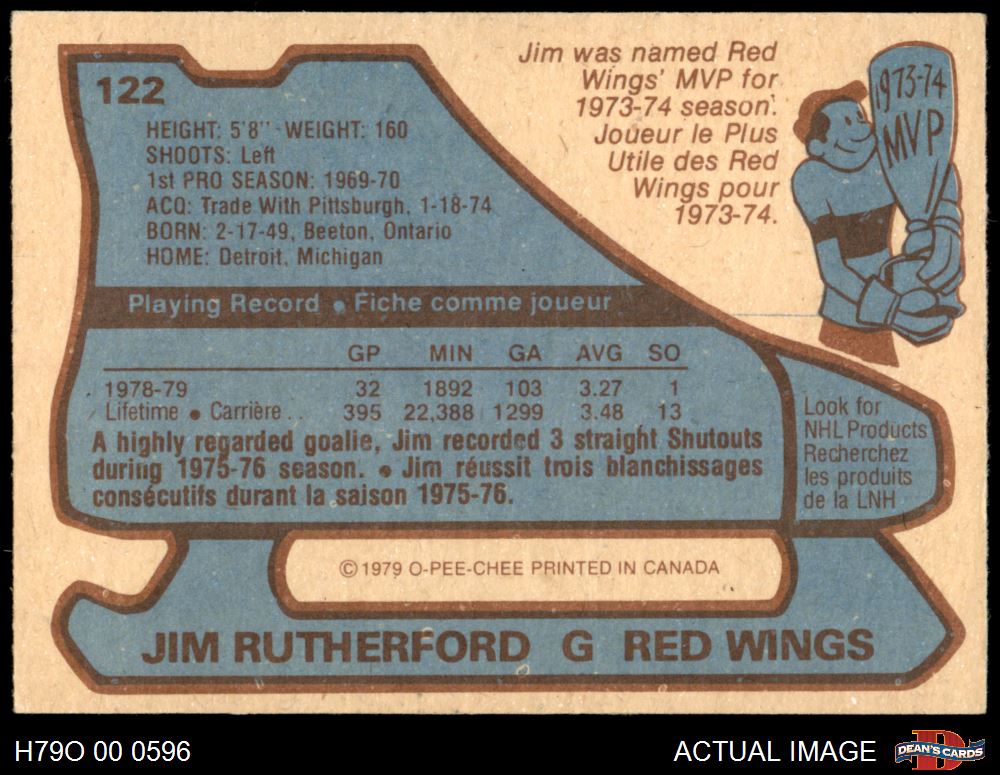 122
Jim was named Red
Wings' MVP for
1973-74 season.
Joueur le Plus
Utile des Red
Wings pour
1973-74.
1973-74
MVP
HEIGHT: 5'8" WEIGHT: 160
SHOOTS: Left
1st PRO SEASON: 1969-70
ACQ: Trade With Pittsburgh, 1-18-74
BORN: 2-17-49, Beeton, Ontario
HOME: Detroit, Michigan
Playing Record • Fiche comme joueur
GP MIN GA AVG SO
1978-79 32 1892 103 3.27 1
Lifetime • Carrière . . 395 22,388 1299 3.48 13
A highly regarded goalie, Jim recorded 3 straight Shutouts
during 1975-76 season. • Jim réussit trois blanchissages
consécutifs durant la saison 1975-76.
Look for
NHL Products
Recherchez
les produits
de la LNH
© 1979 O-PEE-CHEE PRINTED IN CANADA
JIM RUTHERFORD G RED WINGS
H79O 00 0596
ACTUAL IMAGE
DEAN'S CARDS